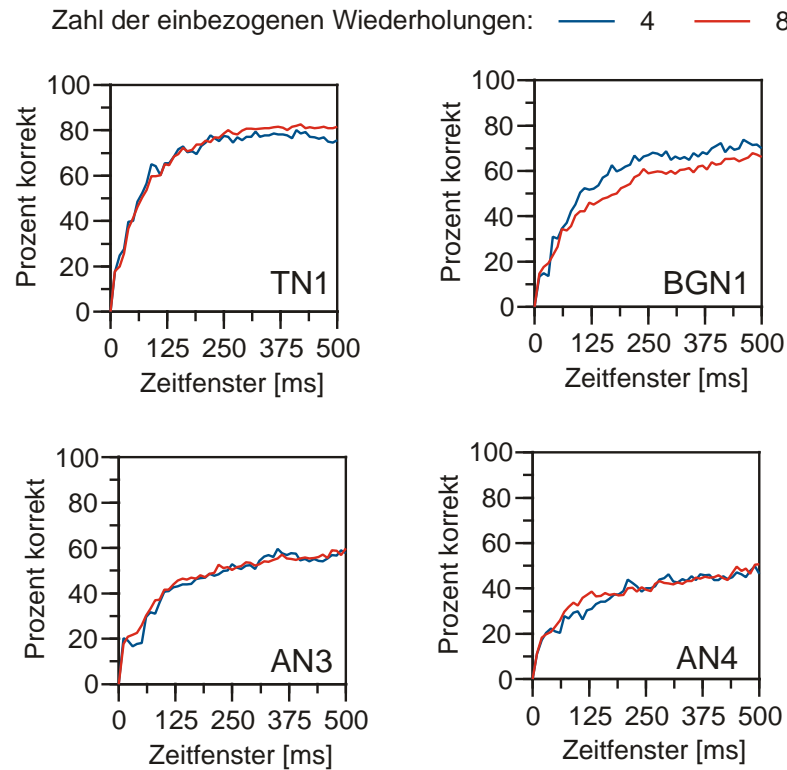 Zahl der einbezogenen Wiederholungen: 4 8
100
80
60
40
20
0
Prozent korrekt
TN1
0 125 250 375 500
Zeitfenster [ms]
100
80
60
40
20
0
Prozent korrekt
BGN1
0 125 250 375 500
Zeitfenster [ms]
100
80
60
40
20
0
Prozent korrekt
AN3
0 125 250 375 500
Zeitfenster [ms]
100
80
60
40
20
0
Prozent korrekt
AN4
0 125 250 375 500
Zeitfenster [ms]